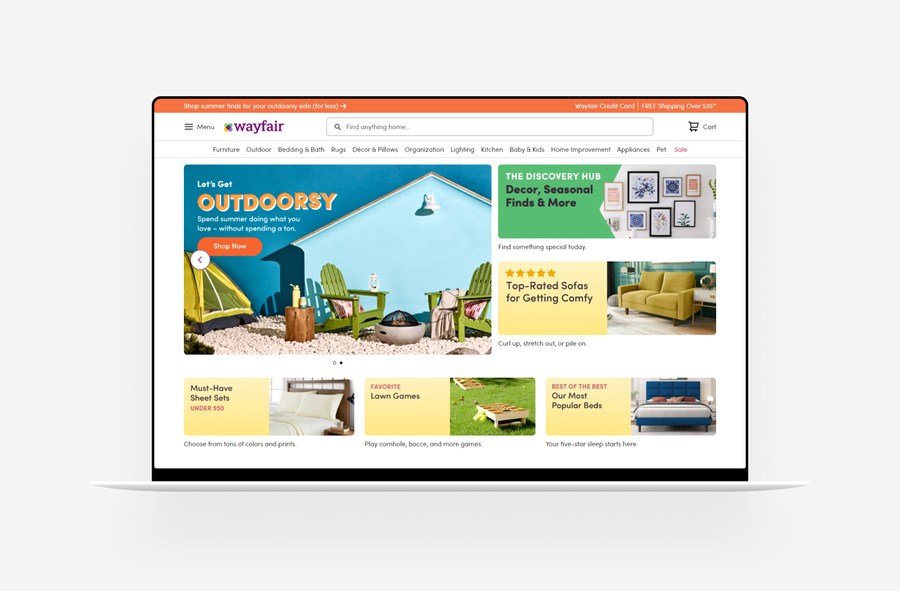 Shop summer finds for your outdoorsy side (for less) →
Wayfair Credit Card | FREE Shipping Over $35*
Menu
wayfair
Find anything home...
Cart
Furniture Outdoor Bedding & Bath Rugs Décor & Pillows Organization Lighting Kitchen Baby & Kids Home Improvement Appliances Pet Sale
Let's Get
OUTDOORSY
Spend summer doing what you
love – without spending a ton.
Shop Now
THE DISCOVERY HUB
Decor, Seasonal
Finds & More
Find something special today.
Top-Rated Sofas
for Getting Comfy
Curl up, stretch out, or pile on.
Must-Have
Sheet Sets
UNDER $50
Choose from tons of colors and prints.
FAVORITE
Lawn Games
Play cornhole, bocce, and more games.
BEST OF THE BEST
Our Most
Popular Beds
Your five-star sleep starts here.